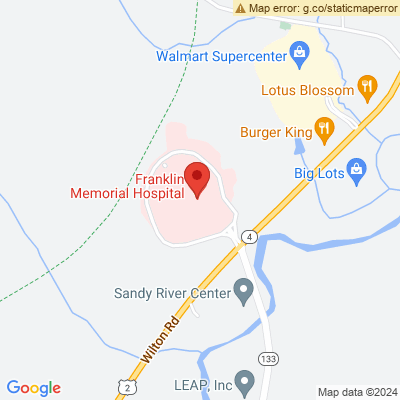 Map error: g.co/staticmaperror
Walmart Supercenter
Lotus Blossom
Burger King
Big Lots
Franklin
Memorial Hospital
4
Sandy River Center
Wilton Rd
133
2
LEAP, Inc
Google
Map data ©2024